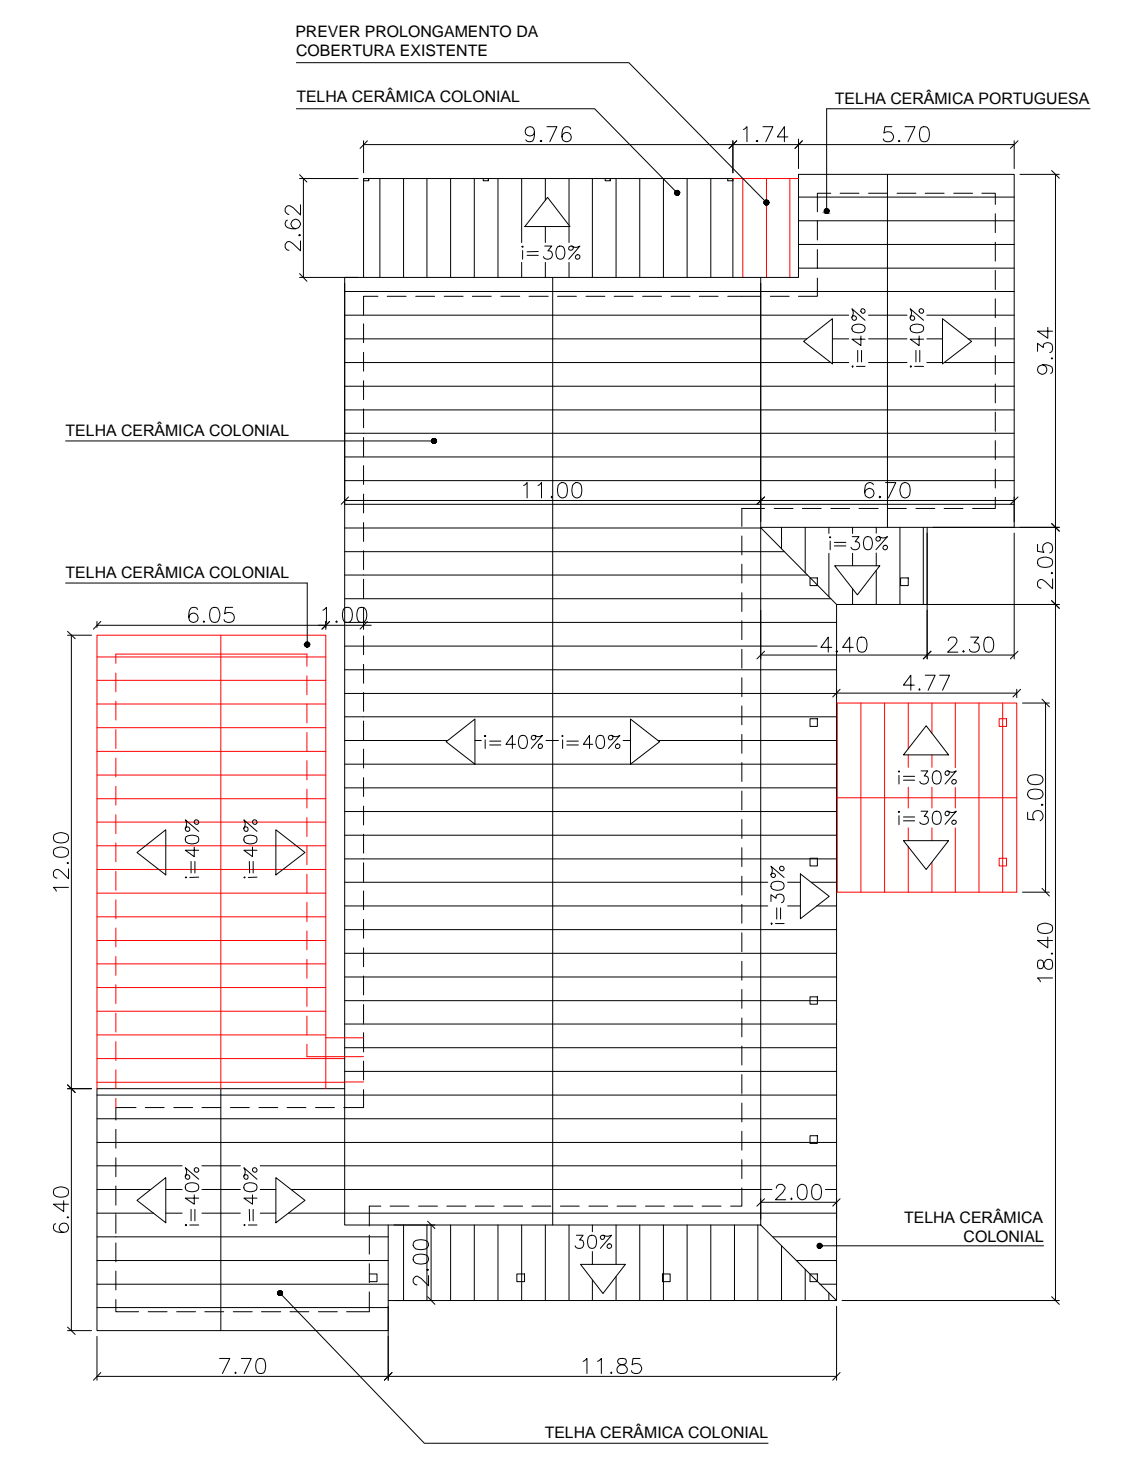 PREVER PROLONGAMENTO DA
COBERTURA EXISTENTE
TELHA CERÂMICA COLONIAL
TELHA CERÂMICA PORTUGUESA
9.76
1.74
5.70
2.62
i=30%
i=40%
i=40%
9.34
TELHA CERÂMICA COLONIAL
11.00
6.70
i=30%
2.05
TELHA CERÂMICA COLONIAL
6.05
1.00
4.40
2.30
4.77
i=40%
i=40%
i=30%
i=30%
5.00
12.00
i=40%
i=40%
i=30%
18.40
6.40
i=40%
i=40%
2.00
TELHA CERÂMICA
COLONIAL
2.00
30%
7.70
11.85
TELHA CERÂMICA COLONIAL